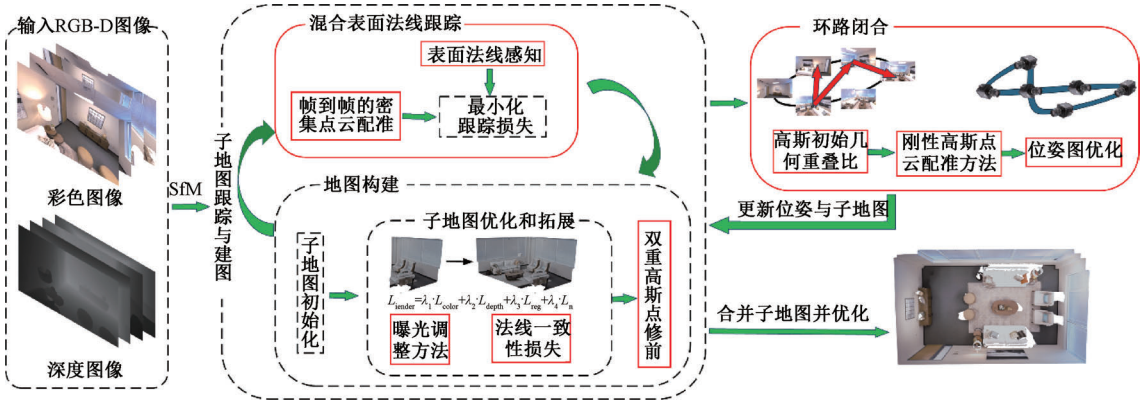 输入RGB-D图像
彩色图像
深度图像
SfM
子地图跟踪与建图
混合表面法线跟踪
表面法线感知
帧到帧的密
集点云配准
最小化
跟踪损失
地图构建
子地图初始化
子地图优化和拓展
L_iender=λ_1·L_color+λ_2·L_depth+λ_3·L_reg+λ_4·L_n
曝光调
整方法
法线一致
性损失
双重高斯点修前
环路闭合
高斯初始几
何重叠比
刚性高斯点
云配准方法
位姿图优化
更新位姿与子地图
合并子地图并优化